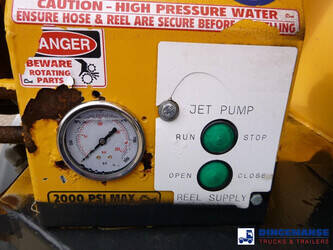 CAUTION - HIGH PRESSURE WATER
ENSURE HOSE & REEL ARE SECURE BEFORE
DANGER
BEWARE
ROTATING
PARTS
JET PUMP
RUN STOP
OPEN CLOSE
REEL SUPPLY
2000 PSI MAX
DINGEMANSE
TRUCKS & TRAILERS